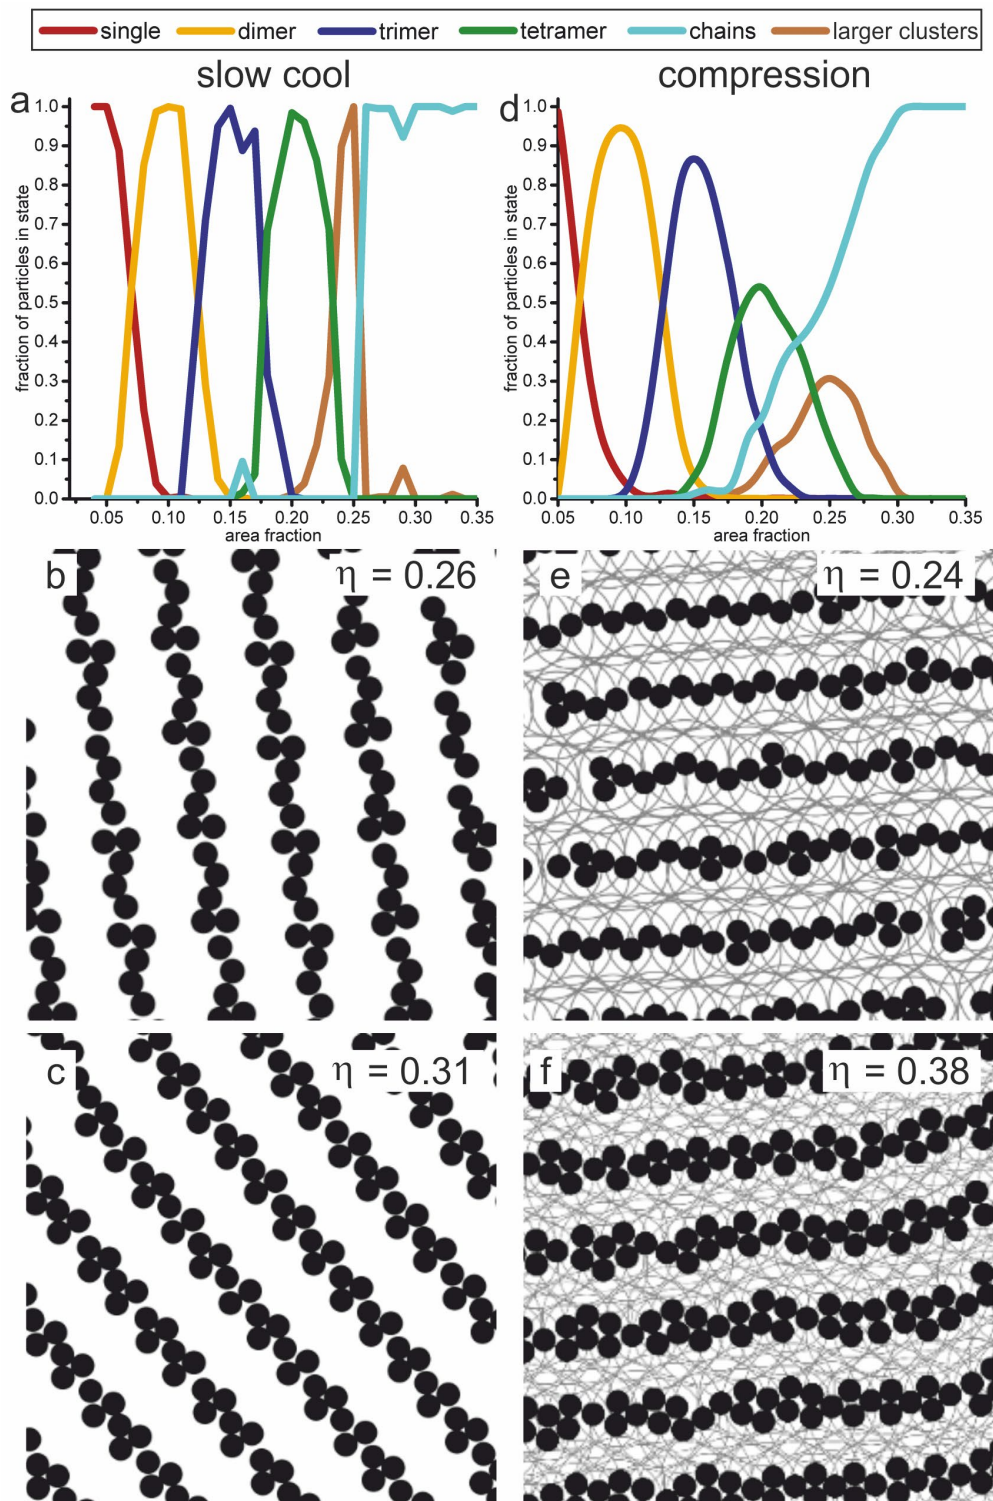 single dimer trimer tetramer chains larger clusters
slow cool compression
a d
fraction of particles in state
1.0
0.9
0.8
0.7
0.6
0.5
0.4
0.3
0.2
0.1
0.0
0.05 0.10 0.15 0.20 0.25 0.30 0.35
area fraction
fraction of particles in state
1.0
0.9
0.8
0.7
0.6
0.5
0.4
0.3
0.2
0.1
0.0
0.05 0.10 0.15 0.20 0.25 0.30 0.35
area fraction
b η = 0.26
e η = 0.24
c η = 0.31
f η = 0.38